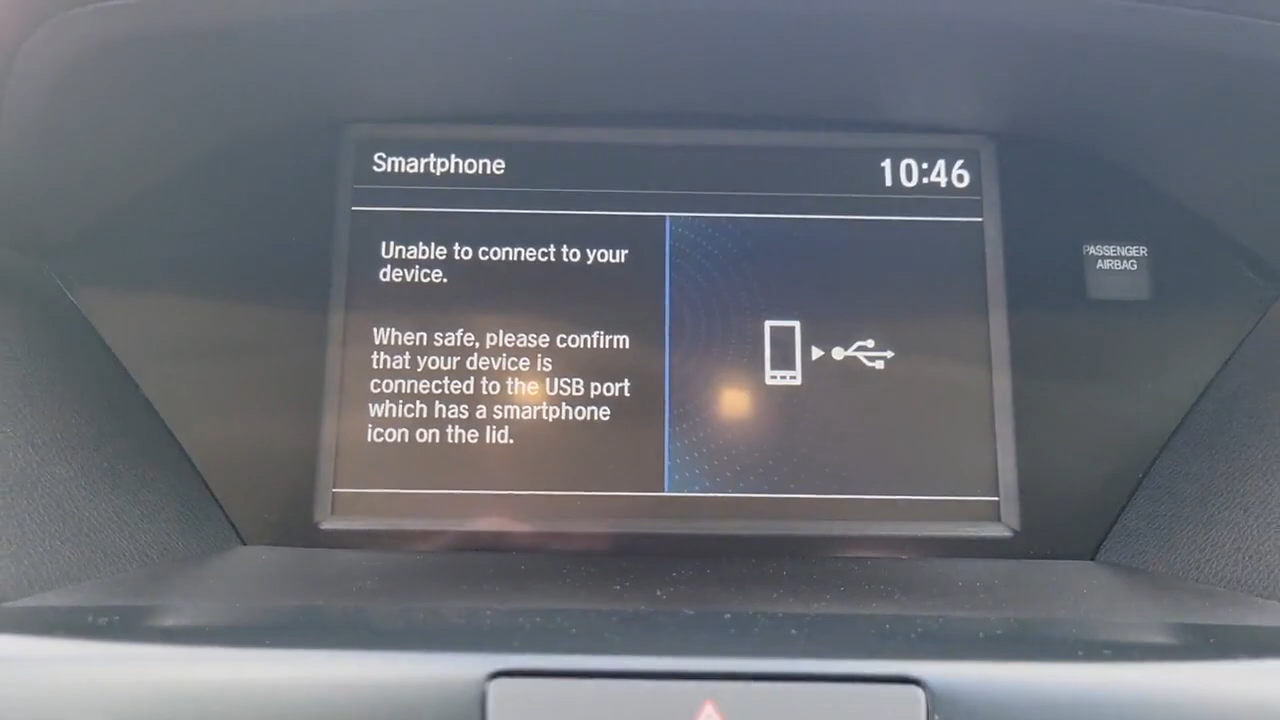 Smartphone
10:46
Unable to connect to your
device.
When safe, please confirm
that your device is
connected to the USB port
which has a smartphone
icon on the lid.
PASSENGER
AIRBAG